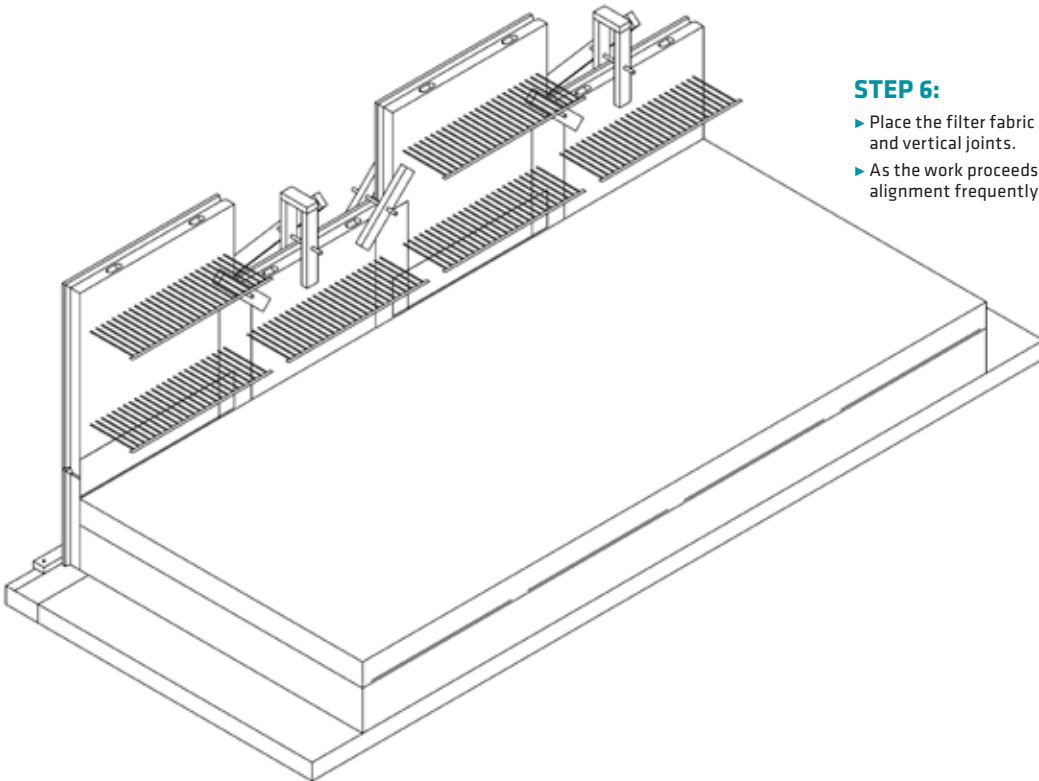 STEP 6:
► Place the filter fabric
and vertical joints.
► As the work proceeds
alignment frequently